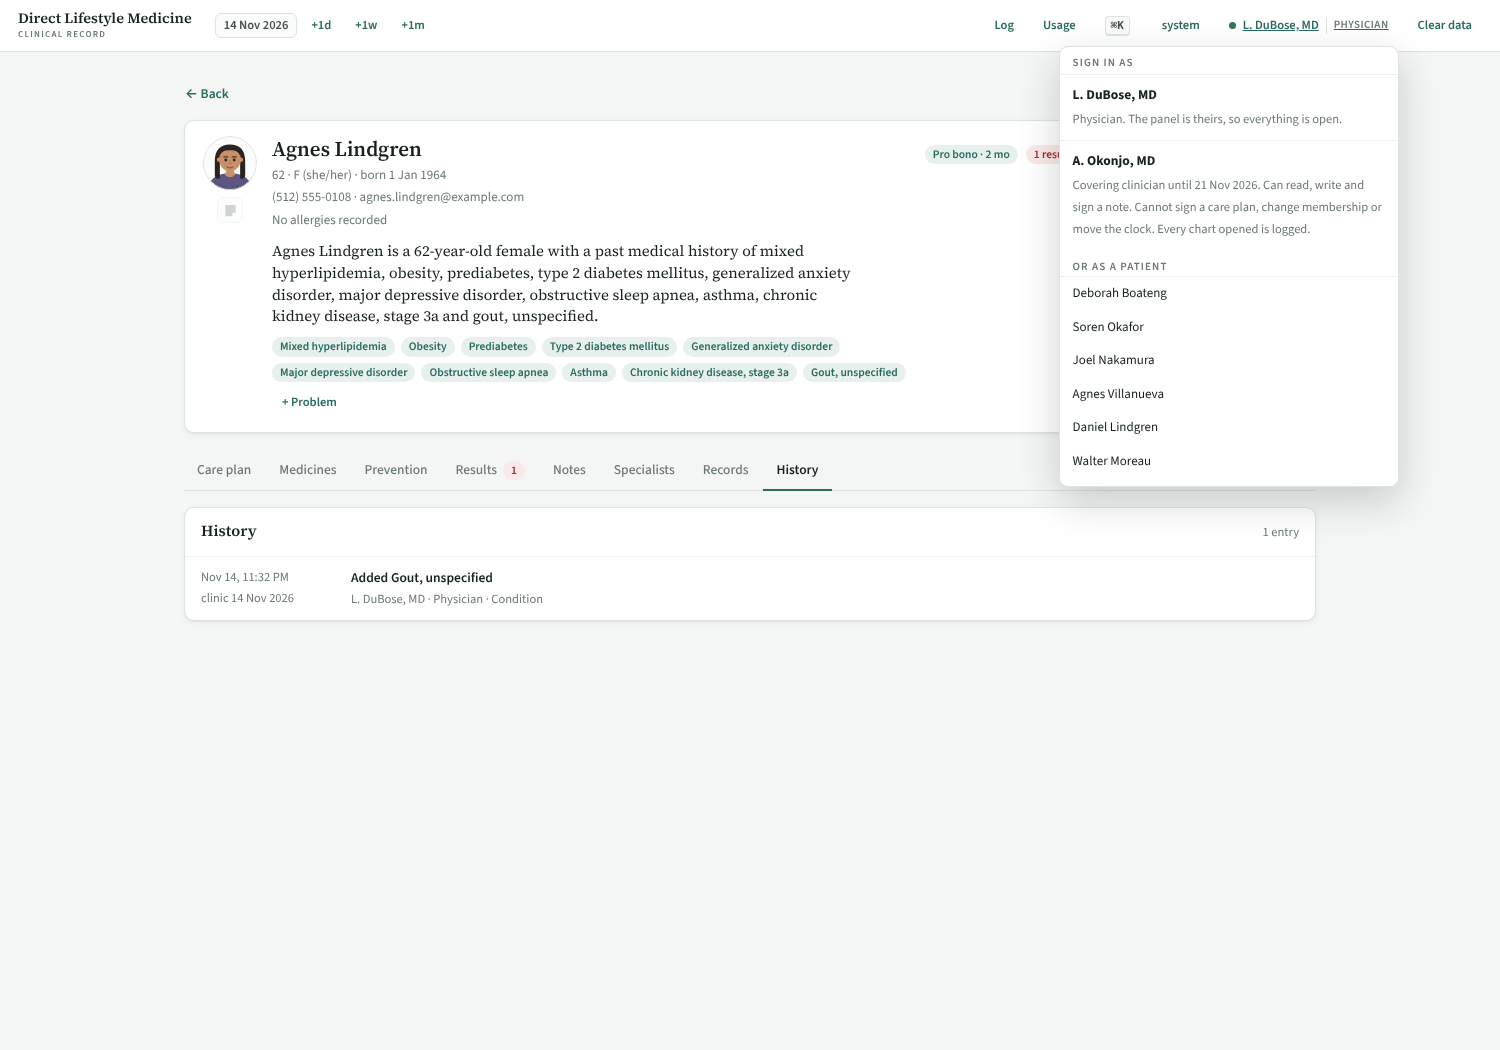 Direct Lifestyle Medicine
CLINICAL RECORD
14 Nov 2026
+1d
+1w
+1m
Log
Usage
⌘K
system
L. DuBose, MD
PHYSICIAN
Clear data
← Back
Agnes Lindgren
62 · F (she/her) · born 1 Jan 1964
(512) 555-0108 · agnes.lindgren@example.com
No allergies recorded
Pro bono · 2 mo
1
Agnes Lindgren is a 62-year-old female with a past medical history of mixed
hyperlipidemia, obesity, prediabetes, type 2 diabetes mellitus, generalized anxiety
disorder, major depressive disorder, obstructive sleep apnea, asthma, chronic
kidney disease, stage 3a and gout, unspecified.
Mixed hyperlipidemia
Obesity
Prediabetes
Type 2 diabetes mellitus
Generalized anxiety disorder
Major depressive disorder
Obstructive sleep apnea
Asthma
Chronic kidney disease, stage 3a
Gout, unspecified
+ Problem
SIGN IN AS
L. DuBose, MD
Physician. The panel is theirs, so everything is open.
A. Okonjo, MD
Covering clinician until 21 Nov 2026. Can read, write and
sign a note. Cannot sign a care plan, change membership or
move the clock. Every chart opened is logged.
OR AS A PATIENT
Deborah Boateng
Soren Okafor
Joel Nakamura
Agnes Villanueva
Daniel Lindgren
Walter Moreau
Care plan
Medicines
Prevention
Results 1
Notes
Specialists
Records
History
History
1 entry
Nov 14, 11:32 PM
clinic 14 Nov 2026
Added Gout, unspecified
L. DuBose, MD · Physician · Condition